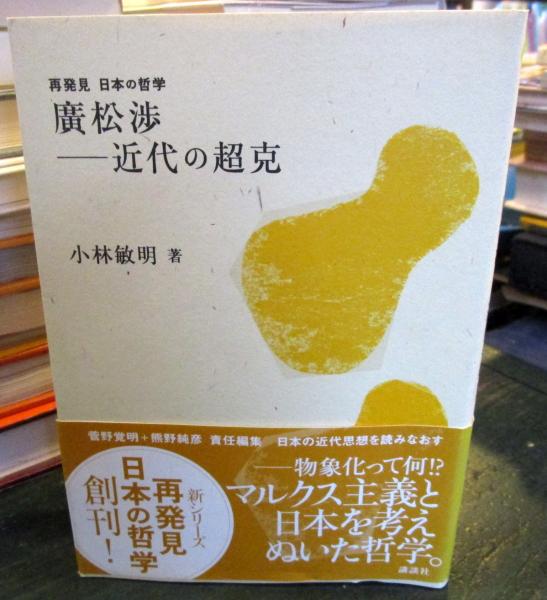 再発見 日本の哲学
廣松渉
──近代の超克
小林敏明 著
菅野覚明+熊野純彦 責任編集 日本の近代思想を読みなおす
──物象化って何!?
マルクス主義と
日本を考え
ぬいた哲学。
講談社
新シリーズ
再発見
日本の哲学
創刊!